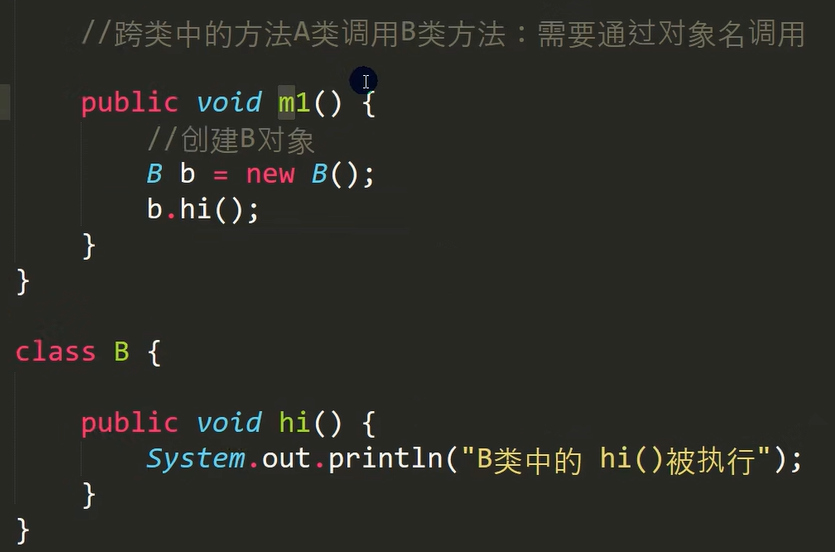 //跨类中的方法A类调用B类方法：需要通过对象名调用
public void m1() {
//创建B对象
B b = new B();
b.hi();
}
}
class B {
public void hi() {
System.out.println("B类中的 hi()被执行");
}
}